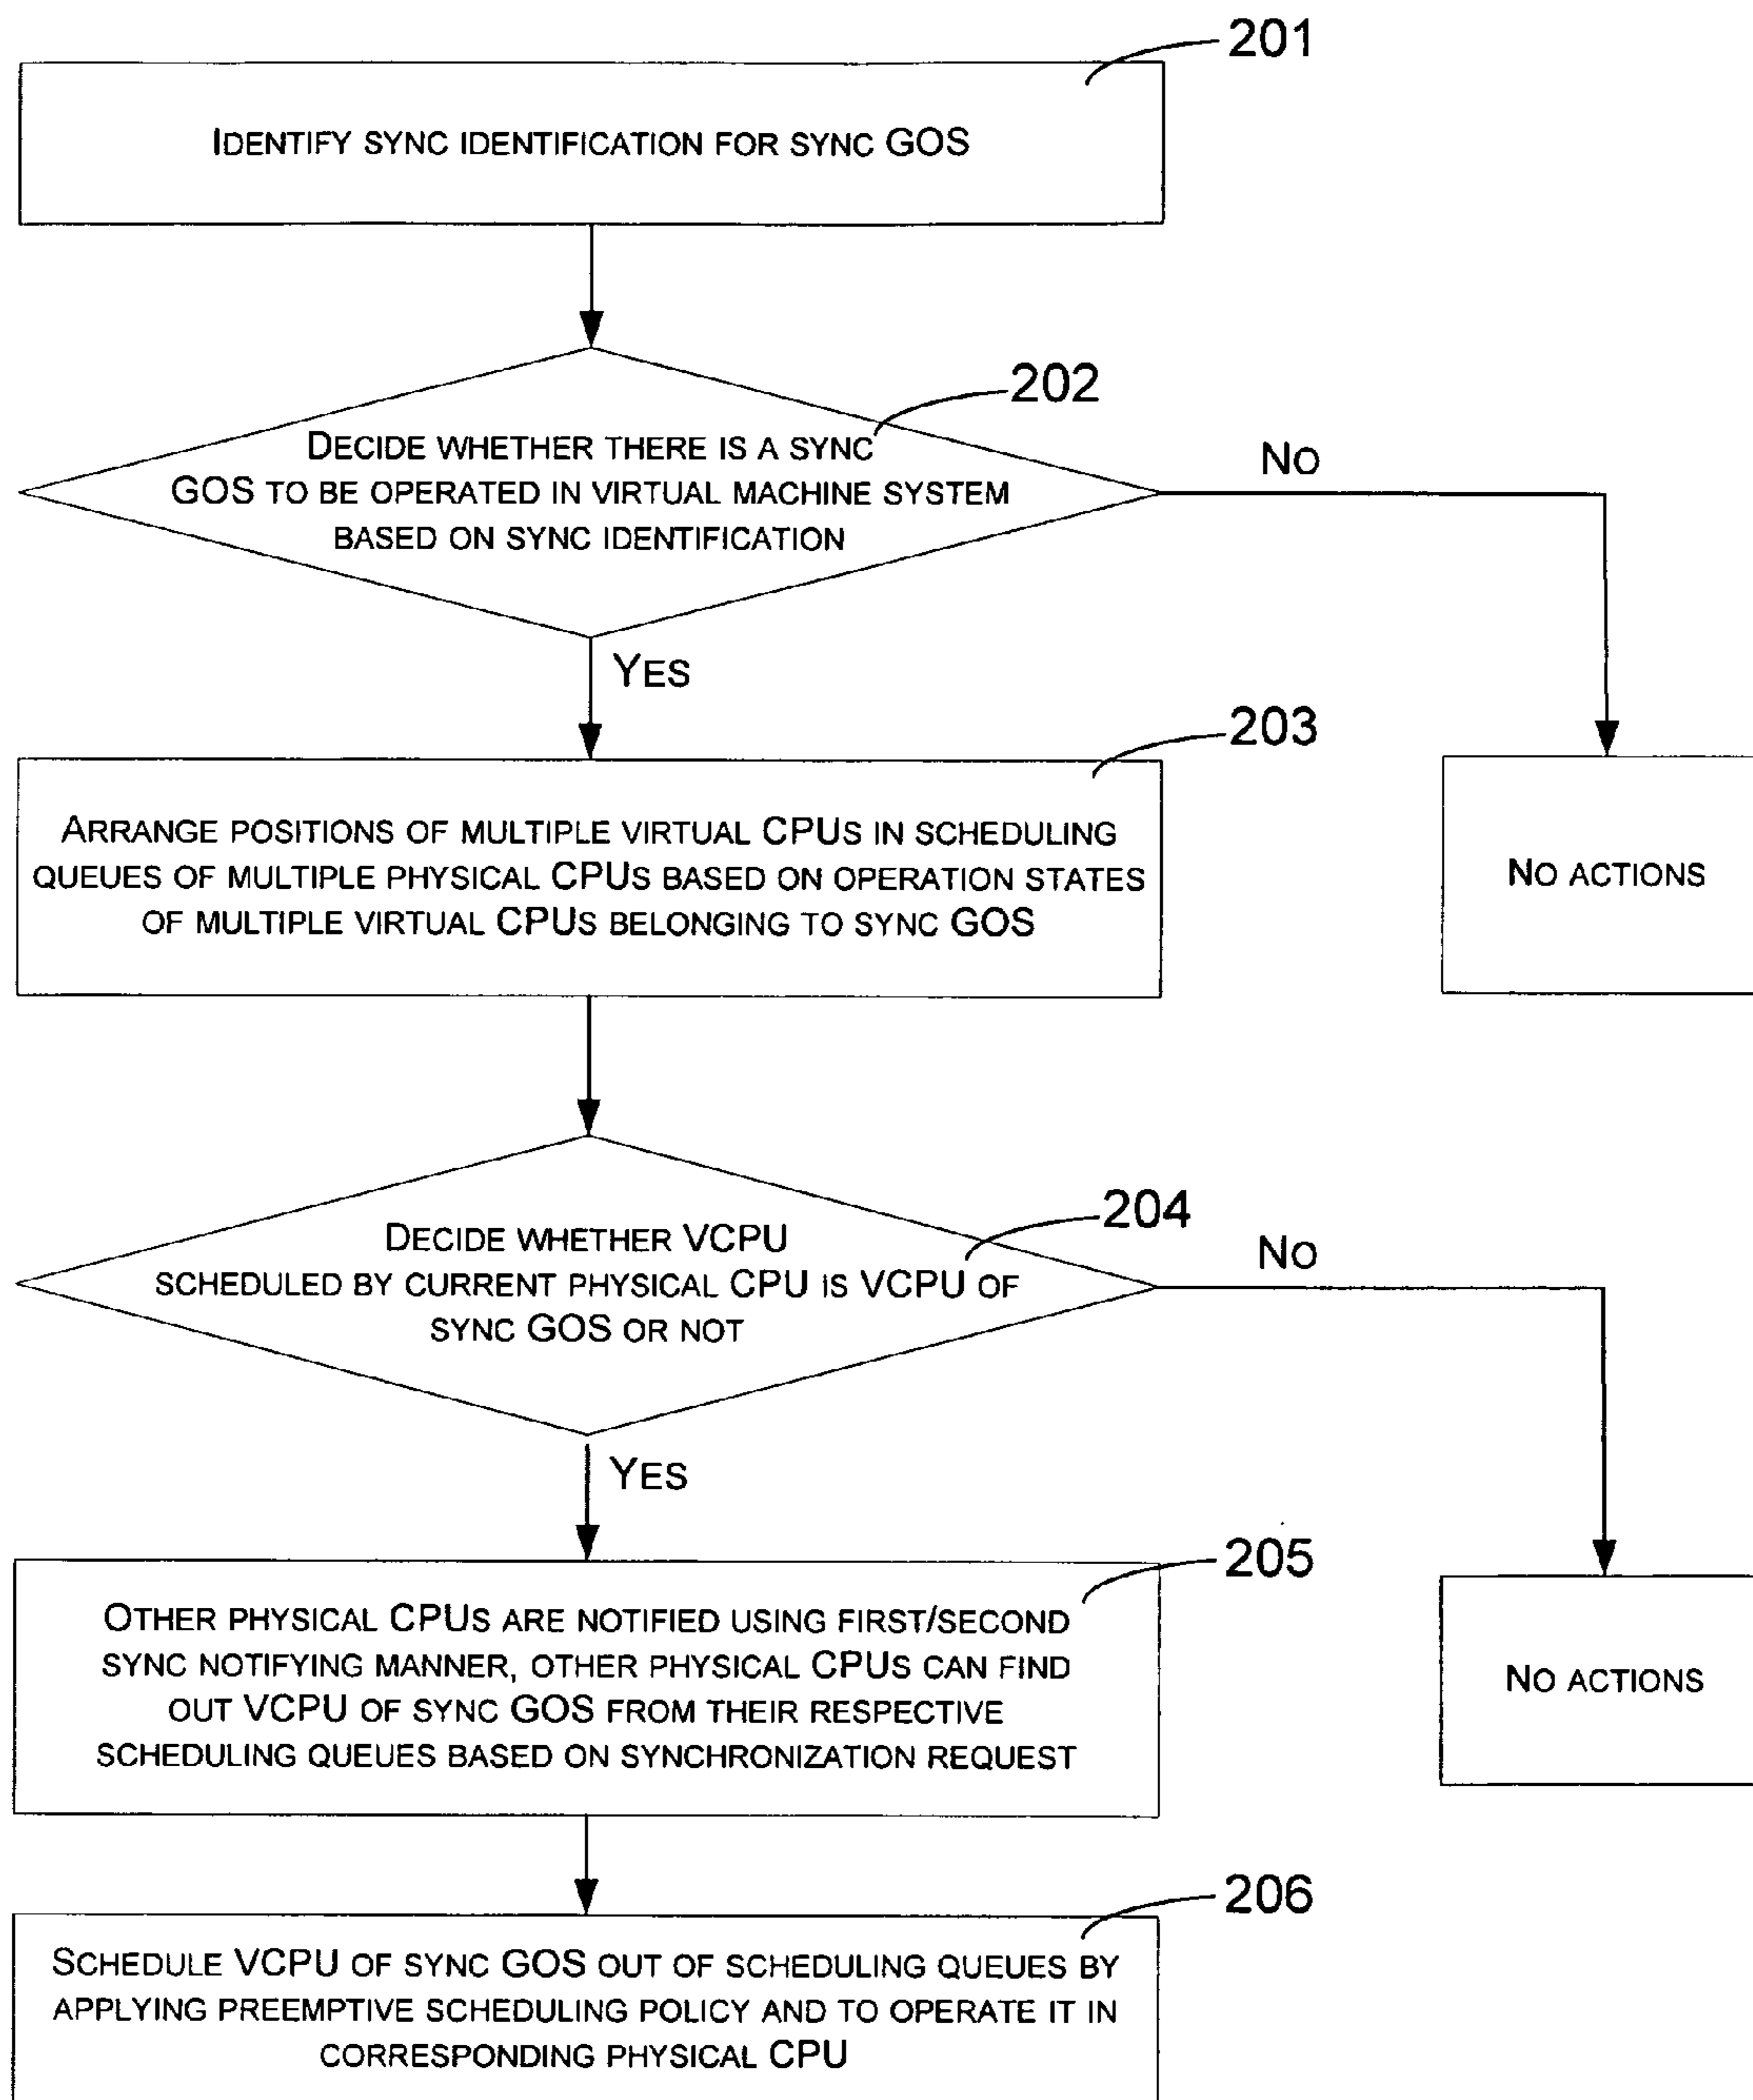 201
IDENTIFY SYNC IDENTIFICATION FOR SYNC GOS
202
DECIDE WHETHER THERE IS A SYNC
GOS TO BE OPERATED IN VIRTUAL MACHINE SYSTEM
BASED ON SYNC IDENTIFICATION
NO
YES
203
ARRANGE POSITIONS OF MULTIPLE VIRTUAL CPUS IN SCHEDULING
QUEUES OF MULTIPLE PHYSICAL CPUS BASED ON OPERATION STATES
OF MULTIPLE VIRTUAL CPUS BELONGING TO SYNC GOS
NO ACTIONS
204
DECIDE WHETHER VCPU
SCHEDULED BY CURRENT PHYSICAL CPU IS VCPU OF
SYNC GOS OR NOT
NO
YES
205
OTHER PHYSICAL CPUS ARE NOTIFIED USING FIRST/SECOND
SYNC NOTIFYING MANNER, OTHER PHYSICAL CPUS CAN FIND
OUT VCPU OF SYNC GOS FROM THEIR RESPECTIVE
SCHEDULING QUEUES BASED ON SYNCHRONIZATION REQUEST
NO ACTIONS
206
SCHEDULE VCPU OF SYNC GOS OUT OF SCHEDULING QUEUES BY
APPLYING PREEMPTIVE SCHEDULING POLICY AND TO OPERATE IT IN
CORRESPONDING PHYSICAL CPU